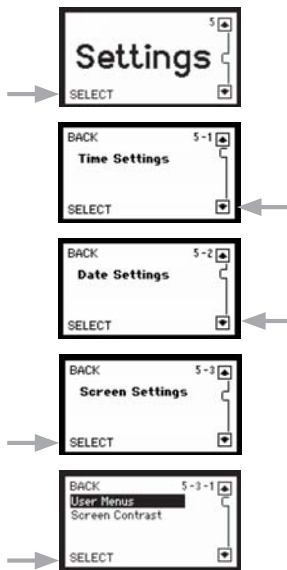 5
Settings
SELECT
BACK 5-1
Time Settings
SELECT
BACK 5-2
Date Settings
SELECT
BACK 5-3
Screen Settings
SELECT
BACK 5-3-1
User Menus
Screen Contrast
SELECT